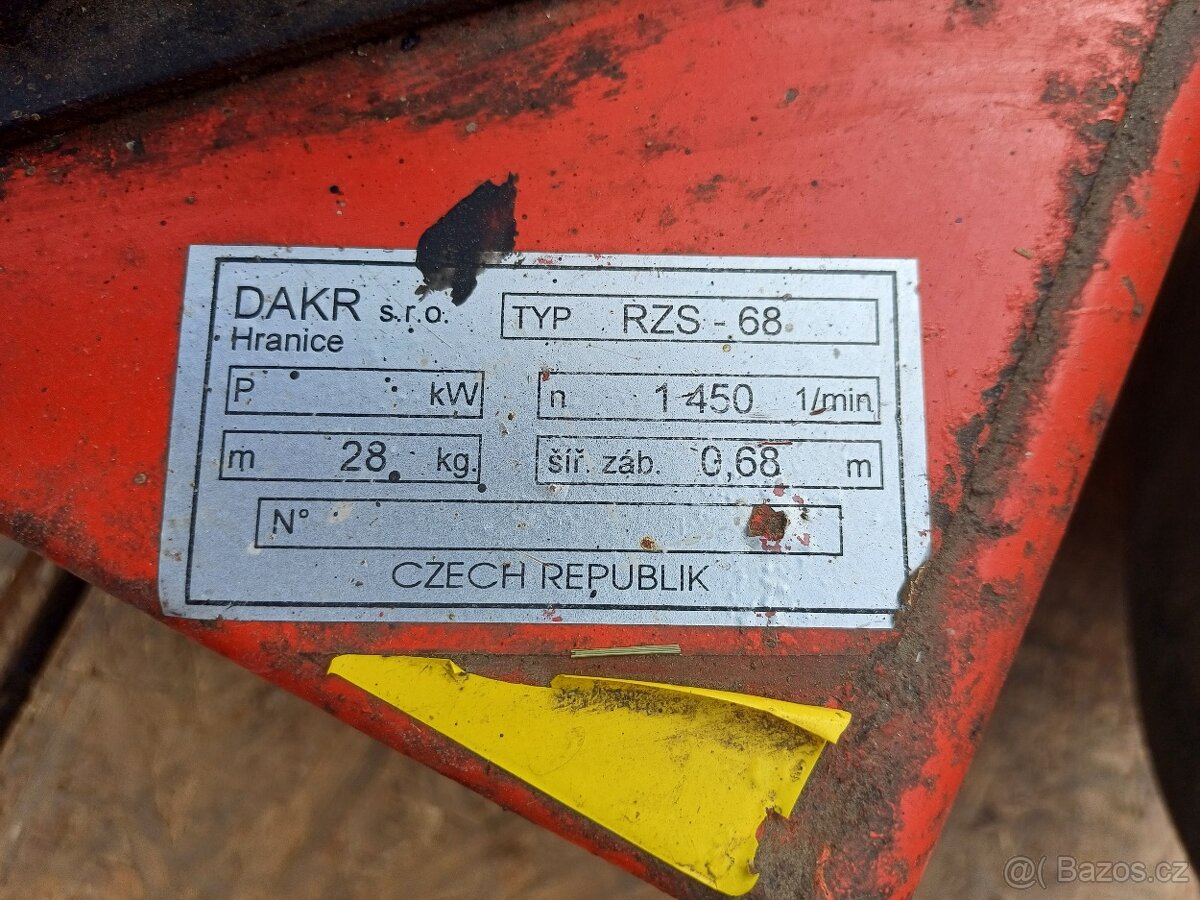 DAKR s.r.o.
Hranice
TYP RZS - 68
P kW
n 1 450 1/min
m 28 kg.
šíř. záb. 0,68 m
N°
CZECH REPUBLIK
@( Bazos.cz